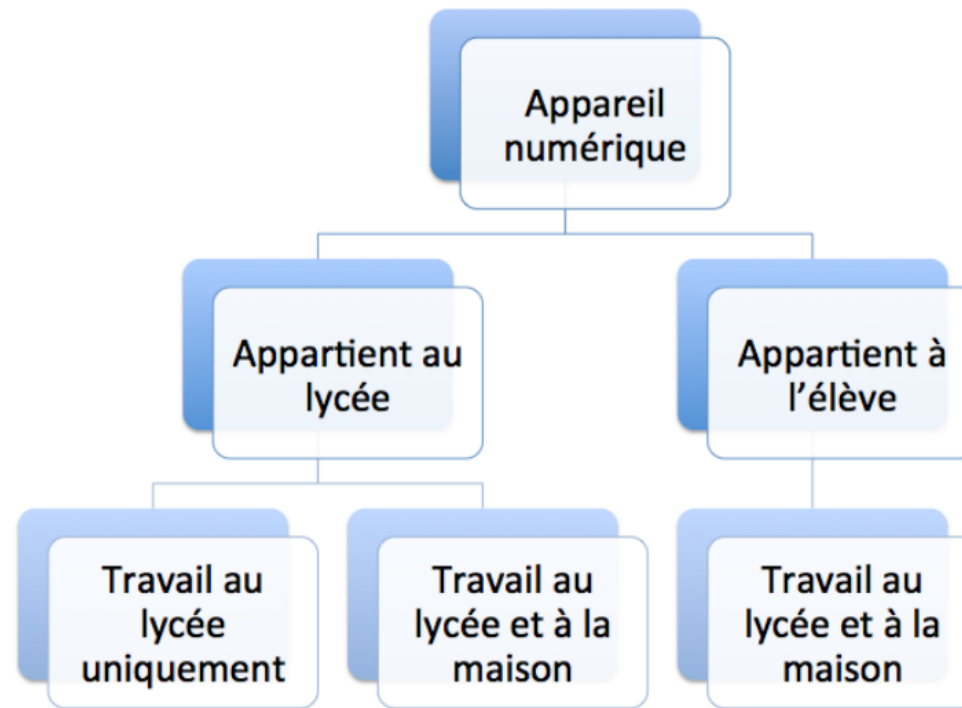 Appareil
numérique
Appartient au
lycée
Appartient à
l’élève
Travail au
lycée
uniquement
Travail au
lycée et à la
maison
Travail au
lycée et à la
maison